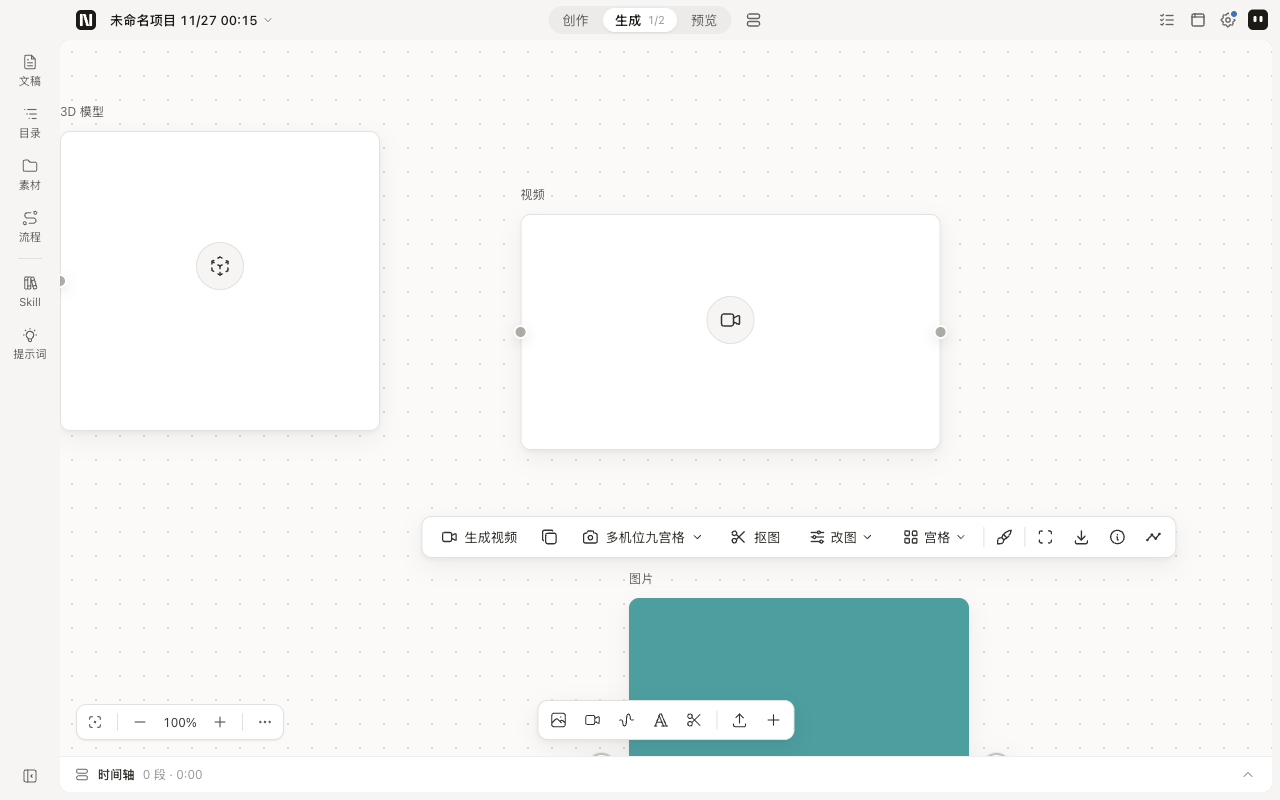 未命名项目 11/27 00:15
创作 生成 1/2 预览
文稿
目录
素材
流程
Skill
提示词
3D 模型
视频
生成视频 多机位九宫格 抠图 改图 宫格
图片
100%
时间轴 0 段 · 0:00